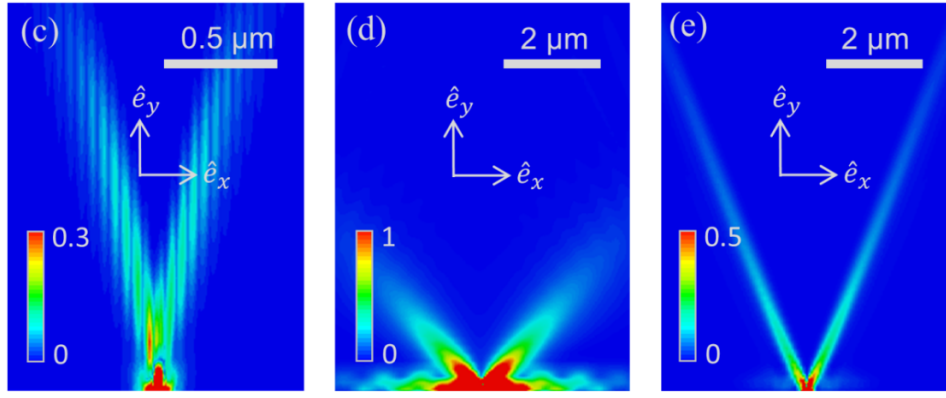 (c)
0.5 μm
ê_y
ê_x
0.3
0
(d)
2 μm
ê_y
ê_x
1
0
(e)
2 μm
ê_y
ê_x
0.5
0